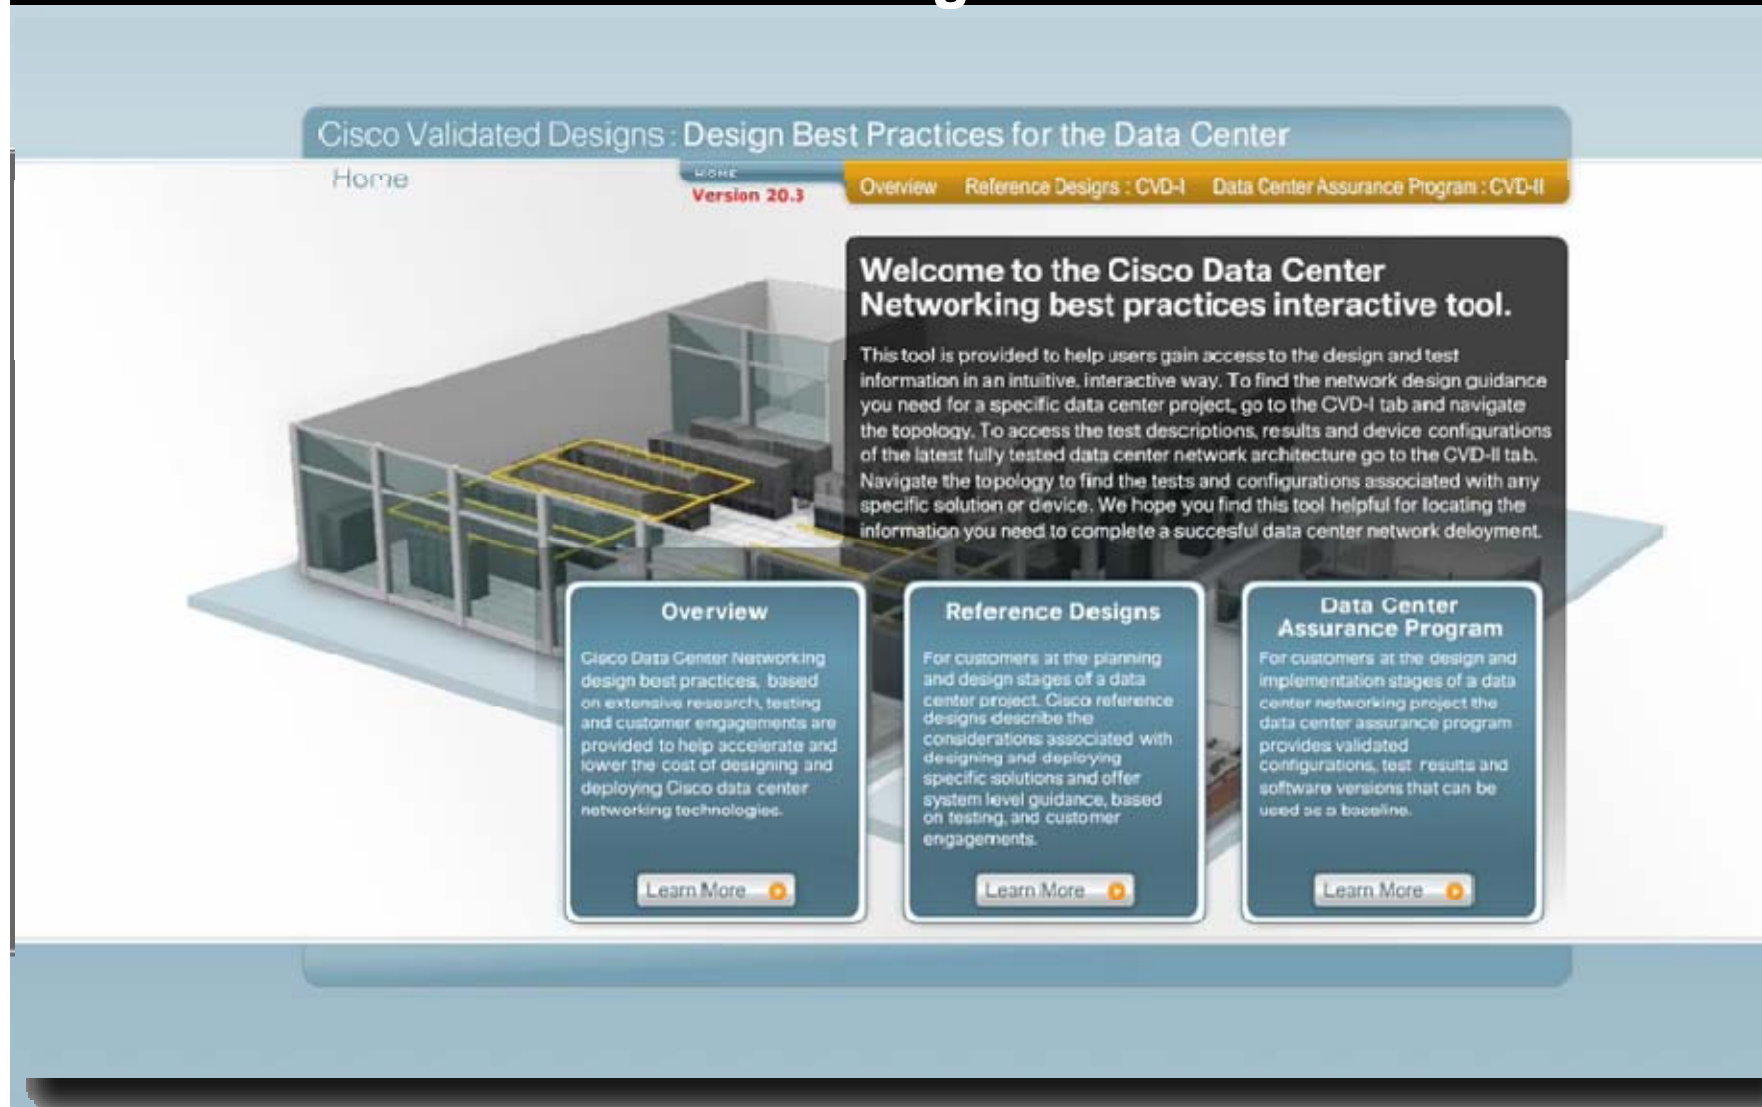 Cisco Validated Designs : Design Best Practices for the Data Center
Home
HOME
Version 20.3
Overview Reference Designs : CVD-I Data Center Assurance Program : CVD-II
Welcome to the Cisco Data Center
Networking best practices interactive tool.
This tool is provided to help users gain access to the design and test
information in an intuitive, interactive way. To find the network design guidance
you need for a specific data center project, go to the CVD-I tab and navigate
the topology. To access the test descriptions, results and device configurations
of the latest fully tested data center network architecture go to the CVD-II tab.
Navigate the topology to find the tests and configurations associated with any
specific solution or device. We hope you find this tool helpful for locating the
information you need to complete a succesful data center network deloyment.
Overview
Cisco Data Center Networking
design best practices, based
on extensive research, testing
and customer engagements are
provided to help accelerate and
lower the cost of designing and
deploying Cisco data center
networking technologies.
Learn More
Reference Designs
For customers at the planning
and design stages of a data
center project. Cisco reference
designs describe the
considerations associated with
designing and deploying
specific solutions and offer
system level guidance, based
on testing, and customer
engagements.
Learn More
Data Center
Assurance Program
For customers at the design and
implementation stages of a data
center networking project the
data center assurance program
provides validated
configurations, test results and
software versions that can be
used as a baseline.
Learn More